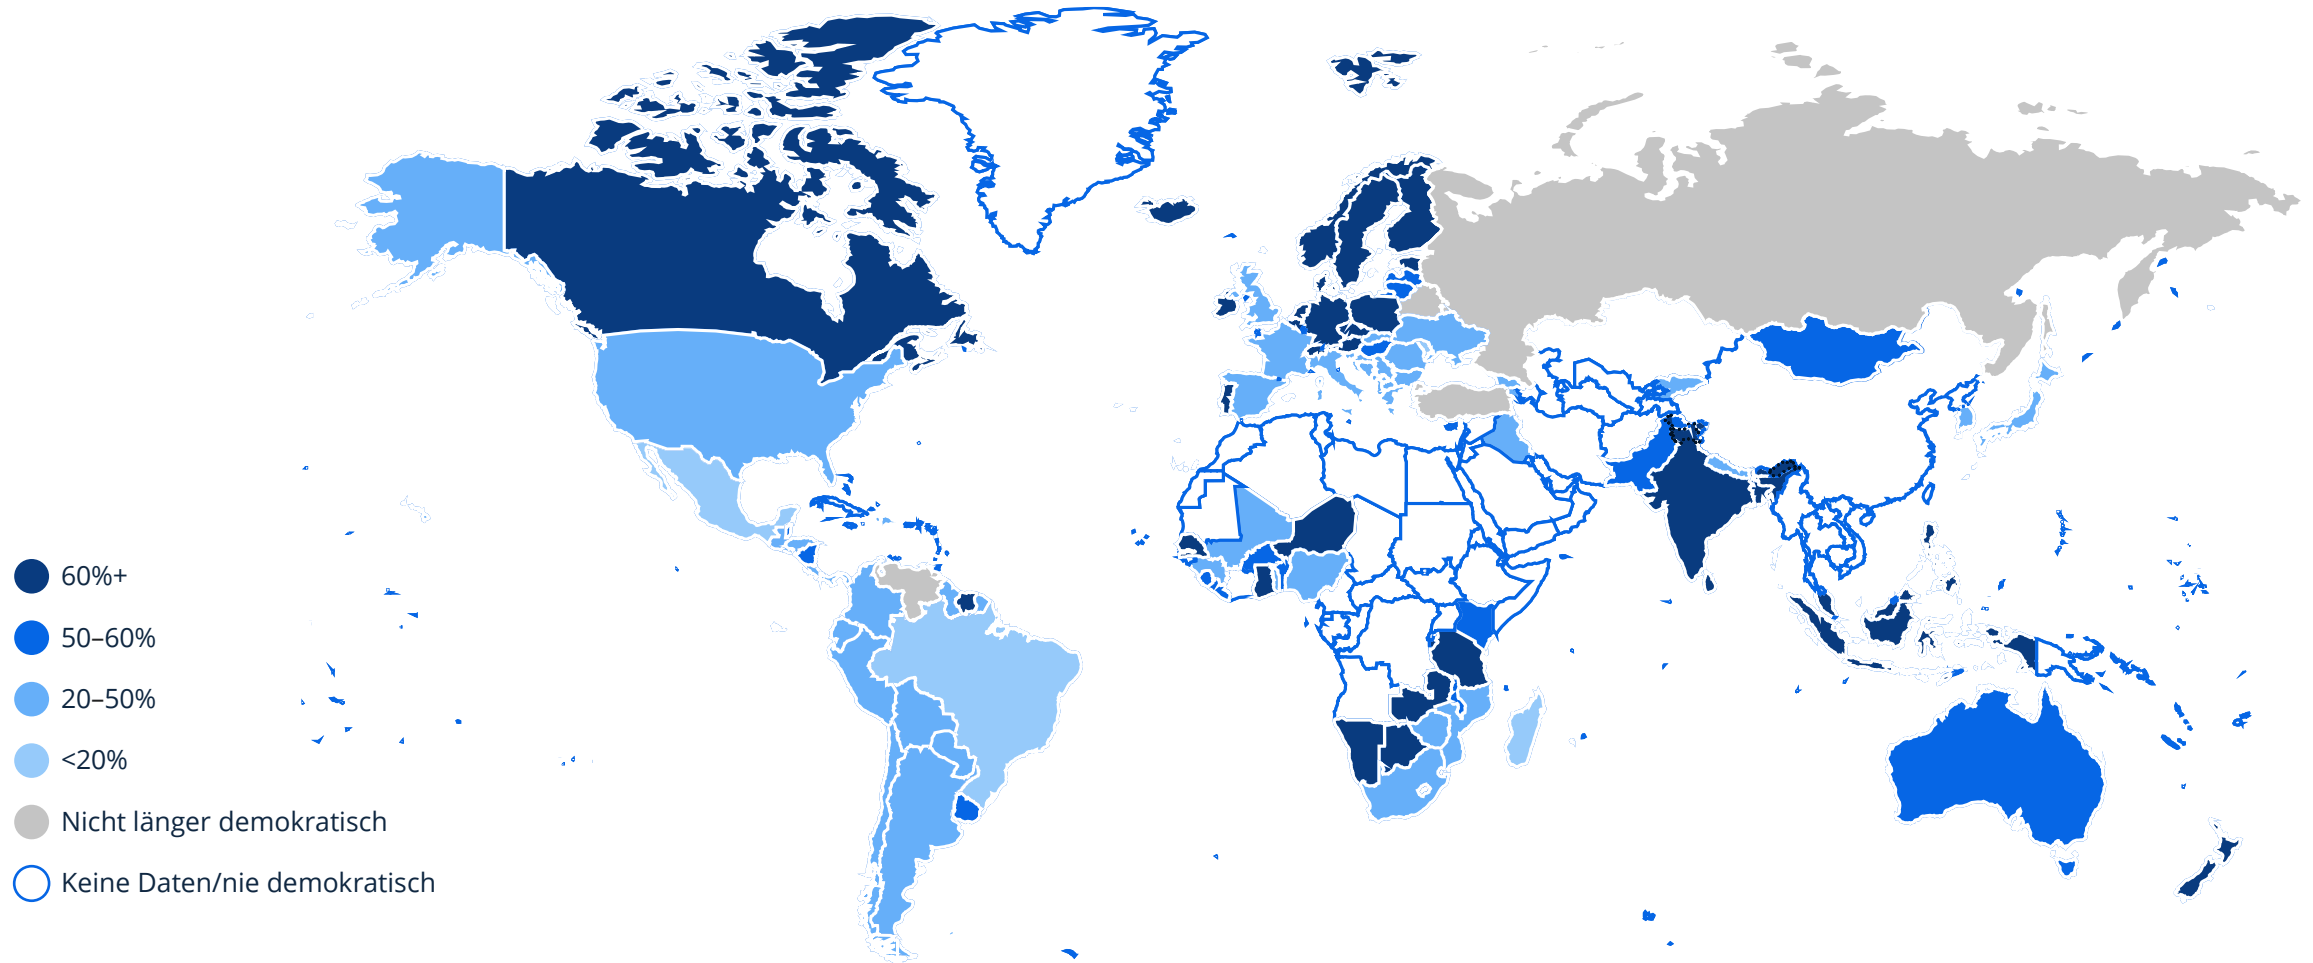 60%+
50–60%
20–50%
<20%
Nicht länger demokratisch
Keine Daten/nie demokratisch